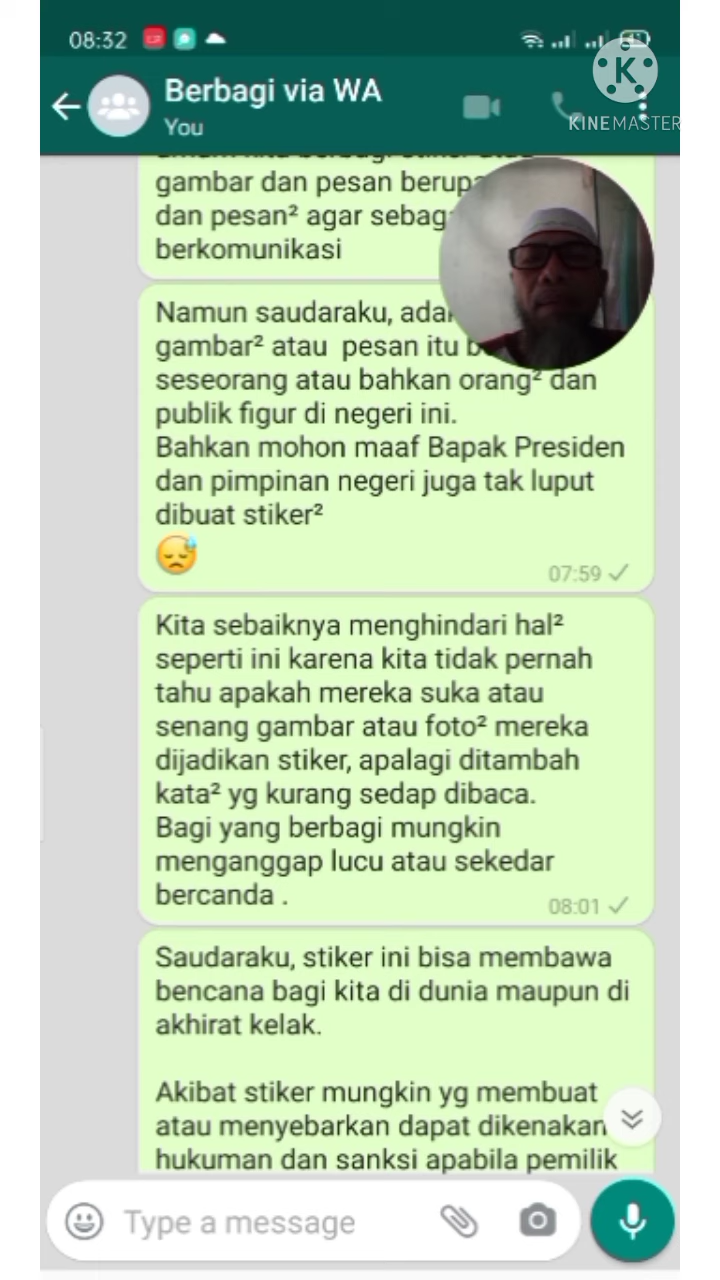 08:32
K
KINEMASTER
Berbagi via WA
You
gambar dan pesan berupa
dan pesan² agar sebag
berkomunikasi
Namun saudaraku,
gambar² atau pesan itu
seseorang atau bahkan orang² dan
publik figur di negeri ini.
Bahkan mohon maaf Bapak Presiden
dan pimpinan negeri juga tak luput
dibuat stiker²
07:59
Kita sebaiknya menghindari hal²
seperti ini karena kita tidak pernah
tahu apakah mereka suka atau
senang gambar atau foto² mereka
dijadikan stiker, apalagi ditambah
kata² yg kurang sedap dibaca.
Bagi yang berbagi mungkin
menganggap lucu atau sekedar
bercanda .
08:01
Saudaraku, stiker ini bisa membawa
bencana bagi kita di dunia maupun di
akhirat kelak.
Akibat stiker mungkin yg membuat
atau menyebarkan dapat dikenakan
hukuman dan sanksi apabila pemilik
Type a message